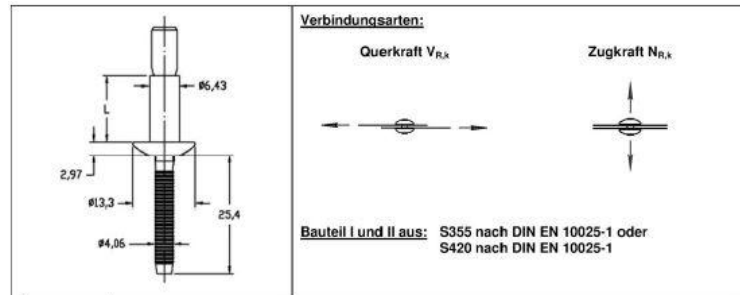 ø6,43
L
2,97
ø13,3
25,4
ø4,06
Verbindungsarten:
Querkraft V_R,k
Zugkraft N_R,k
Bauteil I und II aus: S355 nach DIN EN 10025-1 oder
S420 nach DIN EN 10025-1